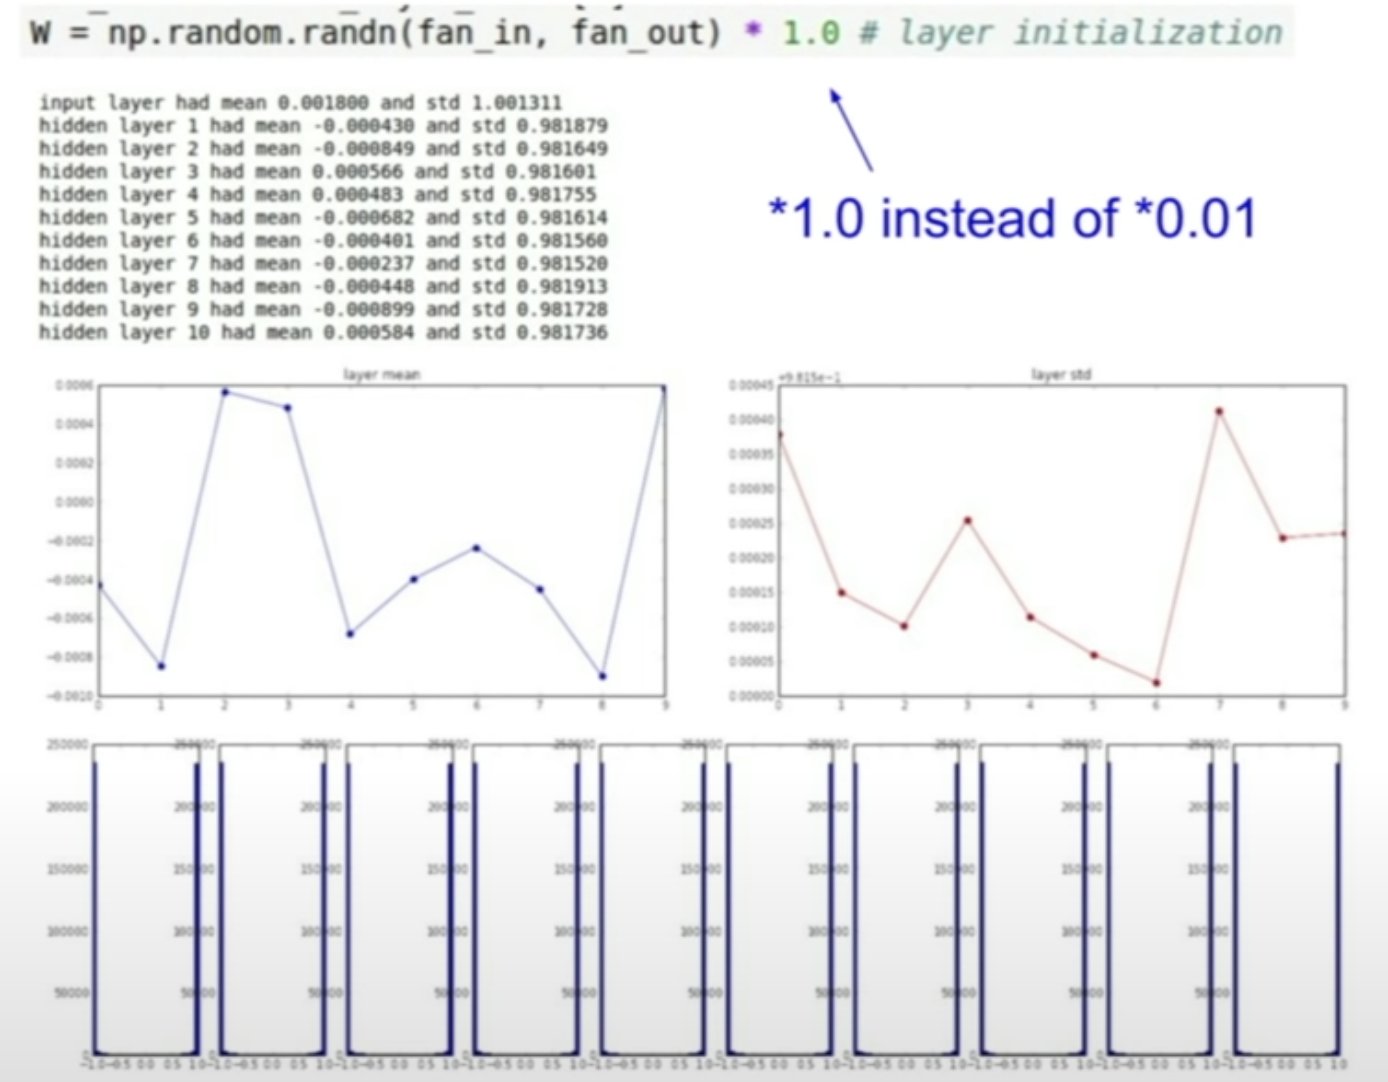 W = np.random.randn(fan_in, fan_out) * 1.0 # layer initialization
input layer had mean 0.001800 and std 1.001311
hidden layer 1 had mean -0.000430 and std 0.981879
hidden layer 2 had mean -0.000849 and std 0.981649
hidden layer 3 had mean 0.000566 and std 0.981601
hidden layer 4 had mean 0.000483 and std 0.981755
hidden layer 5 had mean -0.000682 and std 0.981614
hidden layer 6 had mean -0.000401 and std 0.981560
hidden layer 7 had mean -0.000237 and std 0.981520
hidden layer 8 had mean -0.000448 and std 0.981913
hidden layer 9 had mean -0.000899 and std 0.981728
hidden layer 10 had mean 0.000584 and std 0.981736
*1.0 instead of *0.01
layer mean
0.0006
0.0004
0.0002
0.0000
−0.0002
−0.0004
−0.0006
−0.0008
−0.0010
0 1 2 3 4 5 6 7 8 9
layer std
+9.815e−1
0.00045
0.00040
0.00035
0.00030
0.00025
0.00020
0.00015
0.00010
0.00005
0.00000
0 1 2 3 4 5 6 7 8 9
250000
200000
150000
100000
50000
0